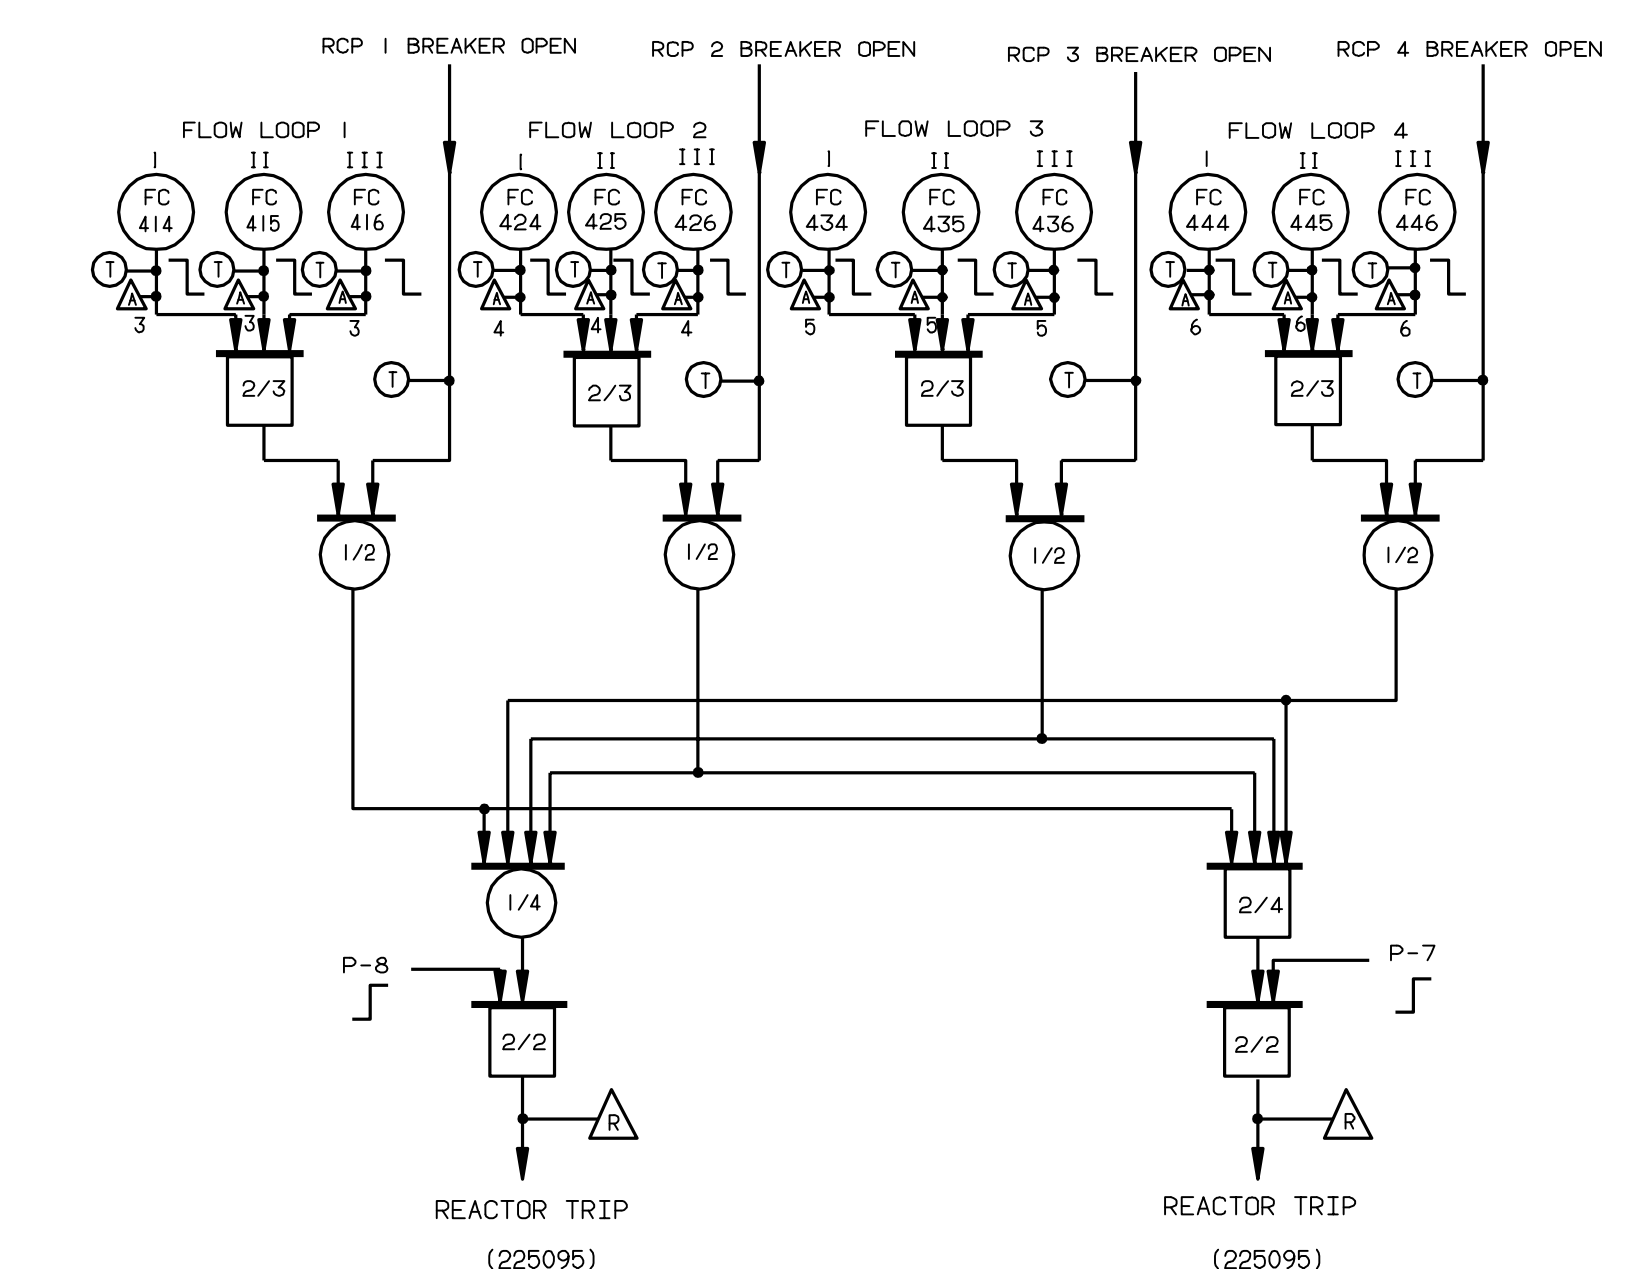 RCP 1 BREAKER OPEN
RCP 2 BREAKER OPEN
RCP 3 BREAKER OPEN
RCP 4 BREAKER OPEN
FLOW LOOP 1
FLOW LOOP 2
FLOW LOOP 3
FLOW LOOP 4
I II III
I II III
I II III
I II III
FC FC FC
414 415 416
FC FC FC
424 425 426
FC FC FC
434 435 436
FC FC FC
444 445 446
T T T T T T T T T T T T
A A A A A A A A A A A A
3 3 3 4 4 4 5 5 5 6 6 6
2/3 T 2/3 T 2/3 T 2/3 T
1/2 1/2 1/2 1/2
1/4 2/4
P-8 P-7
2/2 2/2
R R
REACTOR TRIP REACTOR TRIP
(225095) (225095)